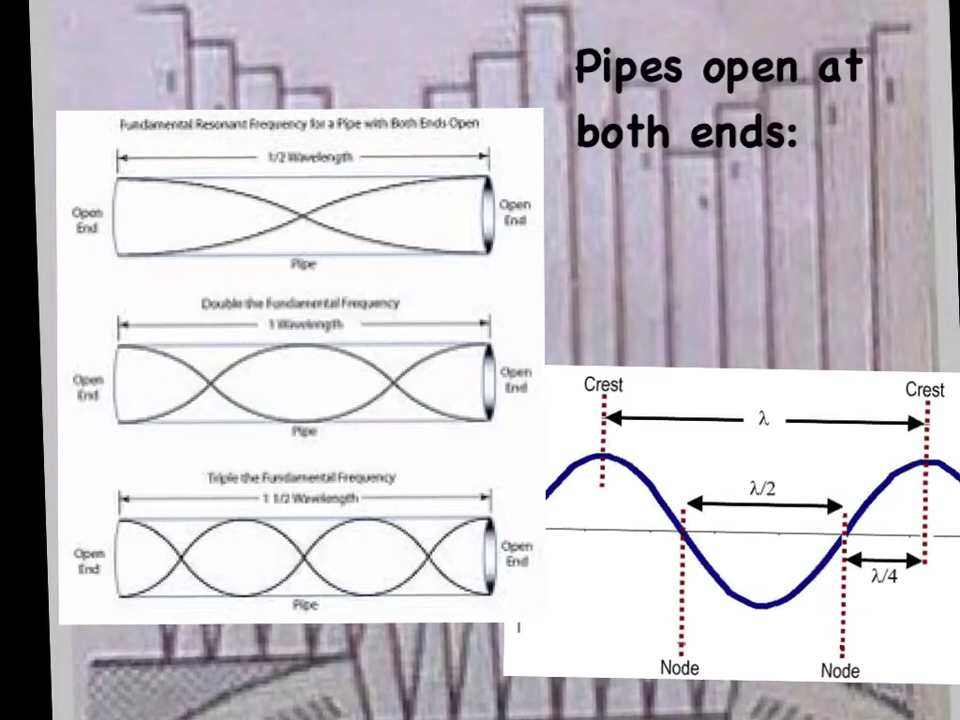 Pipes open at
both ends:
Fundamental Resonant Frequency for a Pipe with Both Ends Open
1/2 Wavelength
Open
End
Open
End
Pipe
Double the Fundamental Frequency
1 Wavelength
Open
End
Open
End
Pipe
Triple the Fundamental Frequency
1 1/2 Wavelength
Open
End
Open
End
Pipe
Crest
Crest
λ
λ/2
λ/4
Node
Node